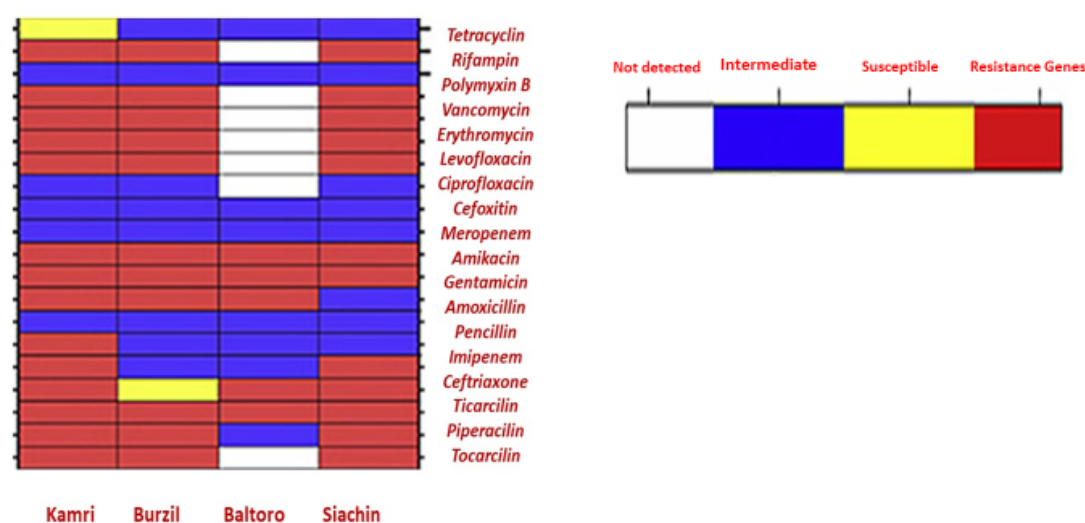 Tetracyclin
Rifampin
Polymyxin B
Vancomycin
Erythromycin
Levofloxacin
Ciprofloxacin
Cefoxitin
Meropenem
Amikacin
Gentamicin
Amoxicillin
Pencillin
Imipenem
Ceftriaxone
Ticarcilin
Piperacilin
Tocarcilin
Kamri Burzil Baltoro Siachin
Not detected Intermediate Susceptible Resistance Genes